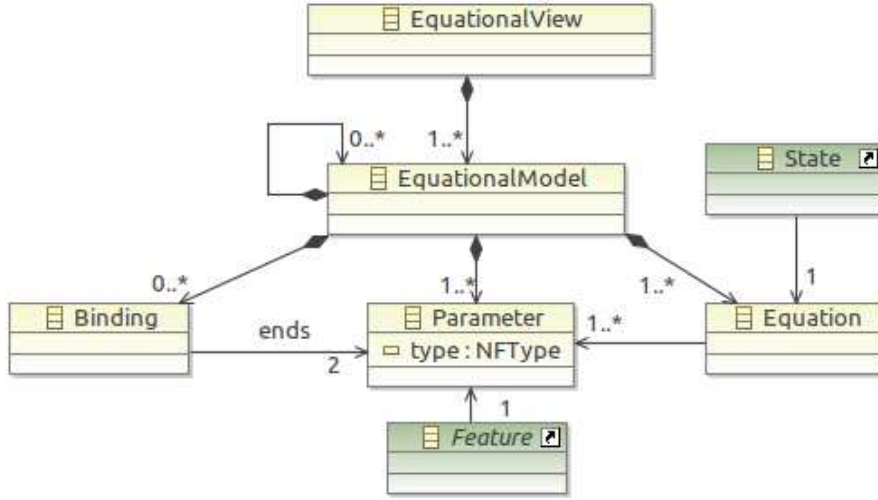 EquationalView
0..* 1..*
State
EquationalModel
0..* 1..* 1..* 1
Binding Parameter Equation
ends 1..*
type : NFType
2
1
Feature